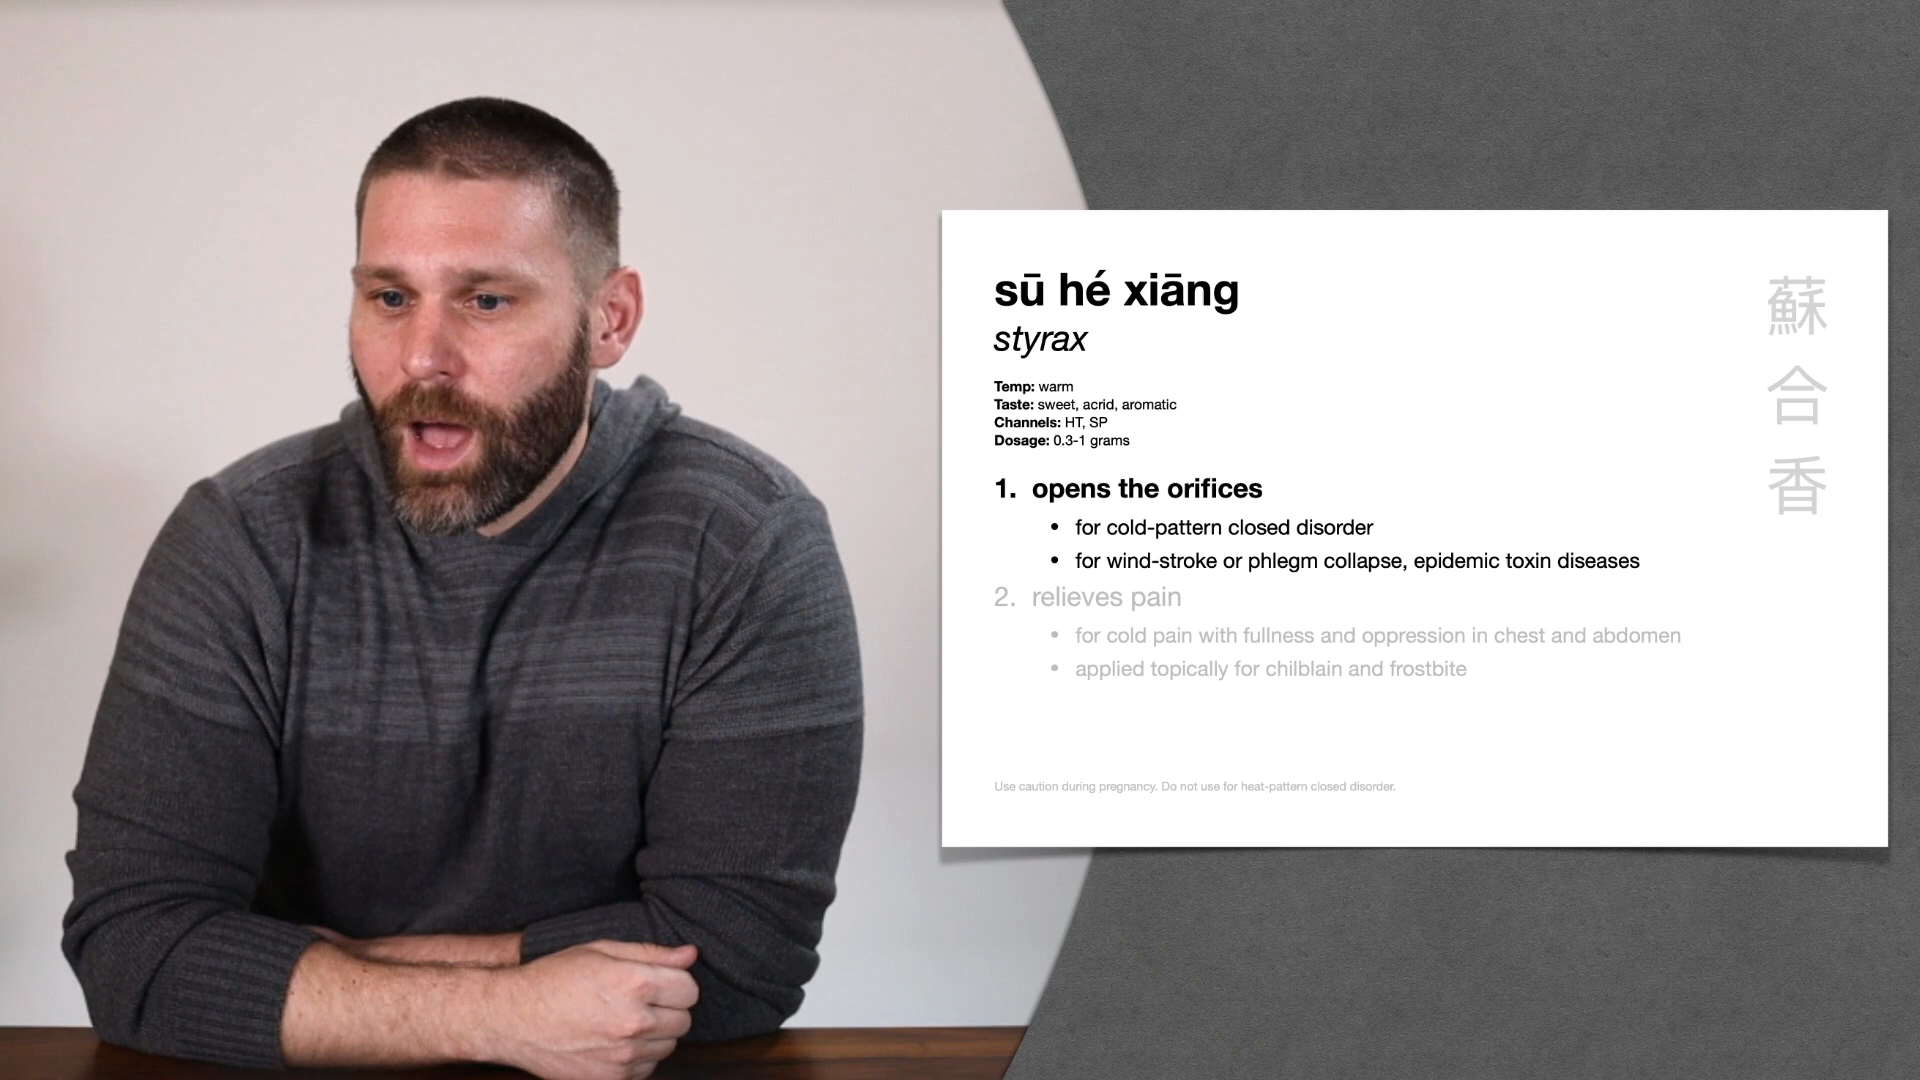 sū hé xiāng
styrax
Temp: warm
Taste: sweet, acrid, aromatic
Channels: HT, SP
Dosage: 0.3-1 grams
1. opens the orifices
• for cold-pattern closed disorder
• for wind-stroke or phlegm collapse, epidemic toxin diseases
2. relieves pain
• for cold pain with fullness and oppression in chest and abdomen
• applied topically for chilblain and frostbite
Use caution during pregnancy. Do not use for heat-pattern closed disorder.
蘇合香